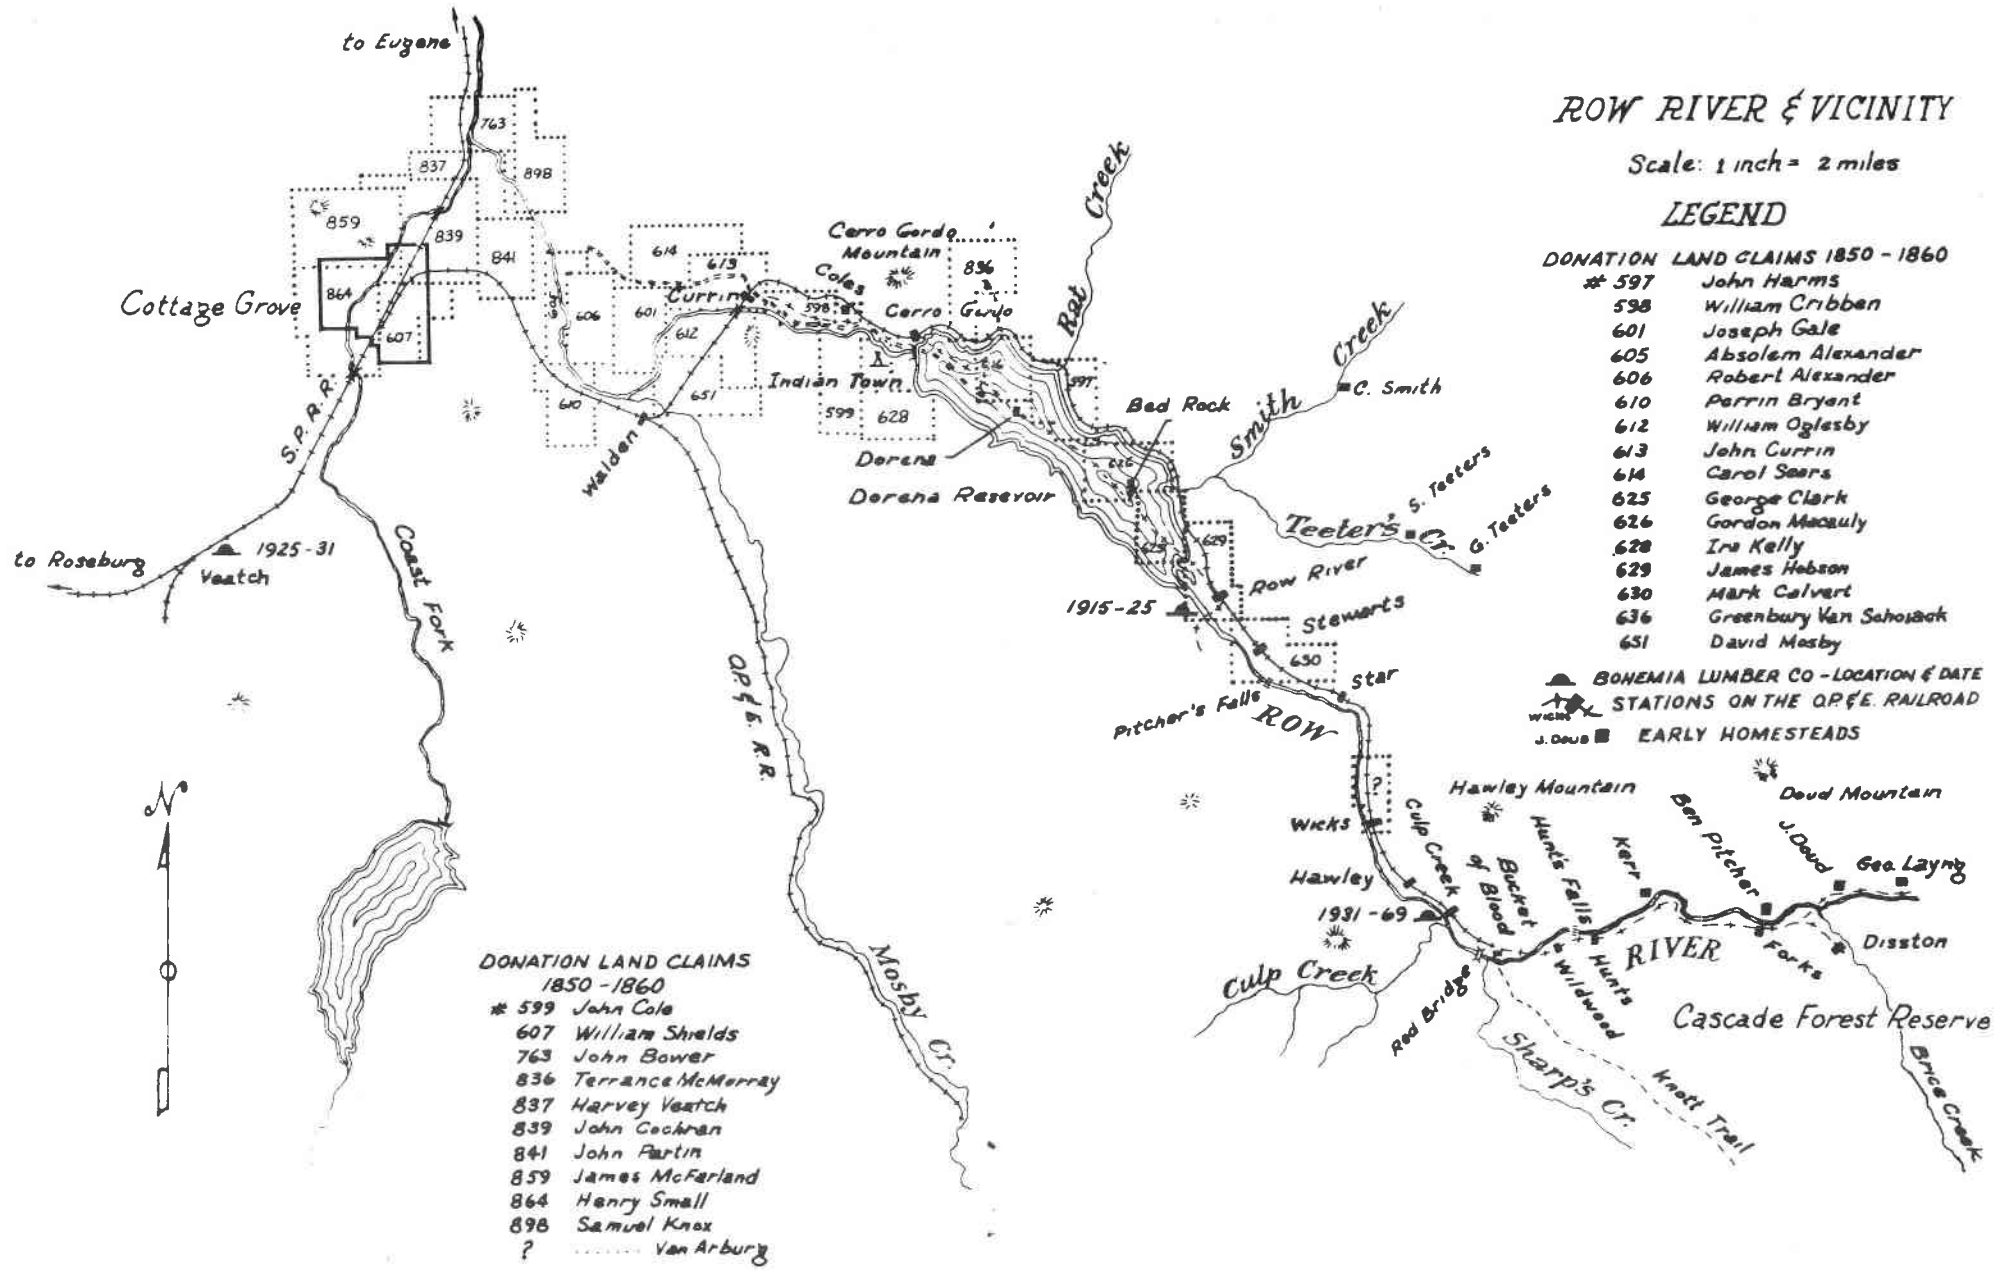 ROW RIVER & VICINITY
Scale: 1 inch = 2 miles
LEGEND
DONATION LAND CLAIMS 1850 - 1860
# 597 John Harms
598 William Cribben
601 Joseph Gale
605 Absolem Alexander
606 Robert Alexander
610 Perrin Bryant
612 William Oglesby
613 John Currin
614 Carol Sears
625 George Clark
626 Gordon Macauly
628 Ira Kelly
629 James Hobson
630 Mark Calvert
636 Greenbury Van Schoiack
651 David Mosby
BOHEMIA LUMBER CO - LOCATION & DATE
WICKS STATIONS ON THE O.P. & E. RAILROAD
J. DOUD EARLY HOMESTEADS
to Eugene
763
837
898
859
839
841
864
607
Cottage Grove
S.P.R.R.
to Roseburg
1925-31
Veatch
Coast Fork
614
613
605
606
601
612
610
651
Currin
Walden
O.P. & E. R.R.
Mosby Cr.
Cerro Gordo
Mountain
Coles
598
Cerro Gordo
836
636
597
Indian Town
599
628
Dorena
Dorena Reservoir
Bed Rock
626
625
629
Rat Creek
Smith Creek
C. Smith
Teeter's Cr.
S. Teeters
G. Teeters
Row River
1915-25
Stewarts
630
Star
Pitcher's Falls
ROW
?
Wicks
Hawley
1931-69
Culp Creek
Culp Creek
Bucket
of Blood
Red Bridge
Hawley Mountain
Hunt's Falls
Hunts
Wildwood
Kerr
RIVER
Ben Pitcher
Forks
J. Doud
Doud Mountain
Geo Layng
Disston
Cascade Forest Reserve
Brice Creek
Sharp's Cr.
Knott Trail
N
DONATION LAND CLAIMS
1850 - 1860
# 599 John Cole
607 William Shields
763 John Bower
836 Terrance McMurray
837 Harvey Veatch
839 John Cochran
841 John Partin
859 James McFarland
864 Henry Small
898 Samuel Knox
? ........ Van Arburg